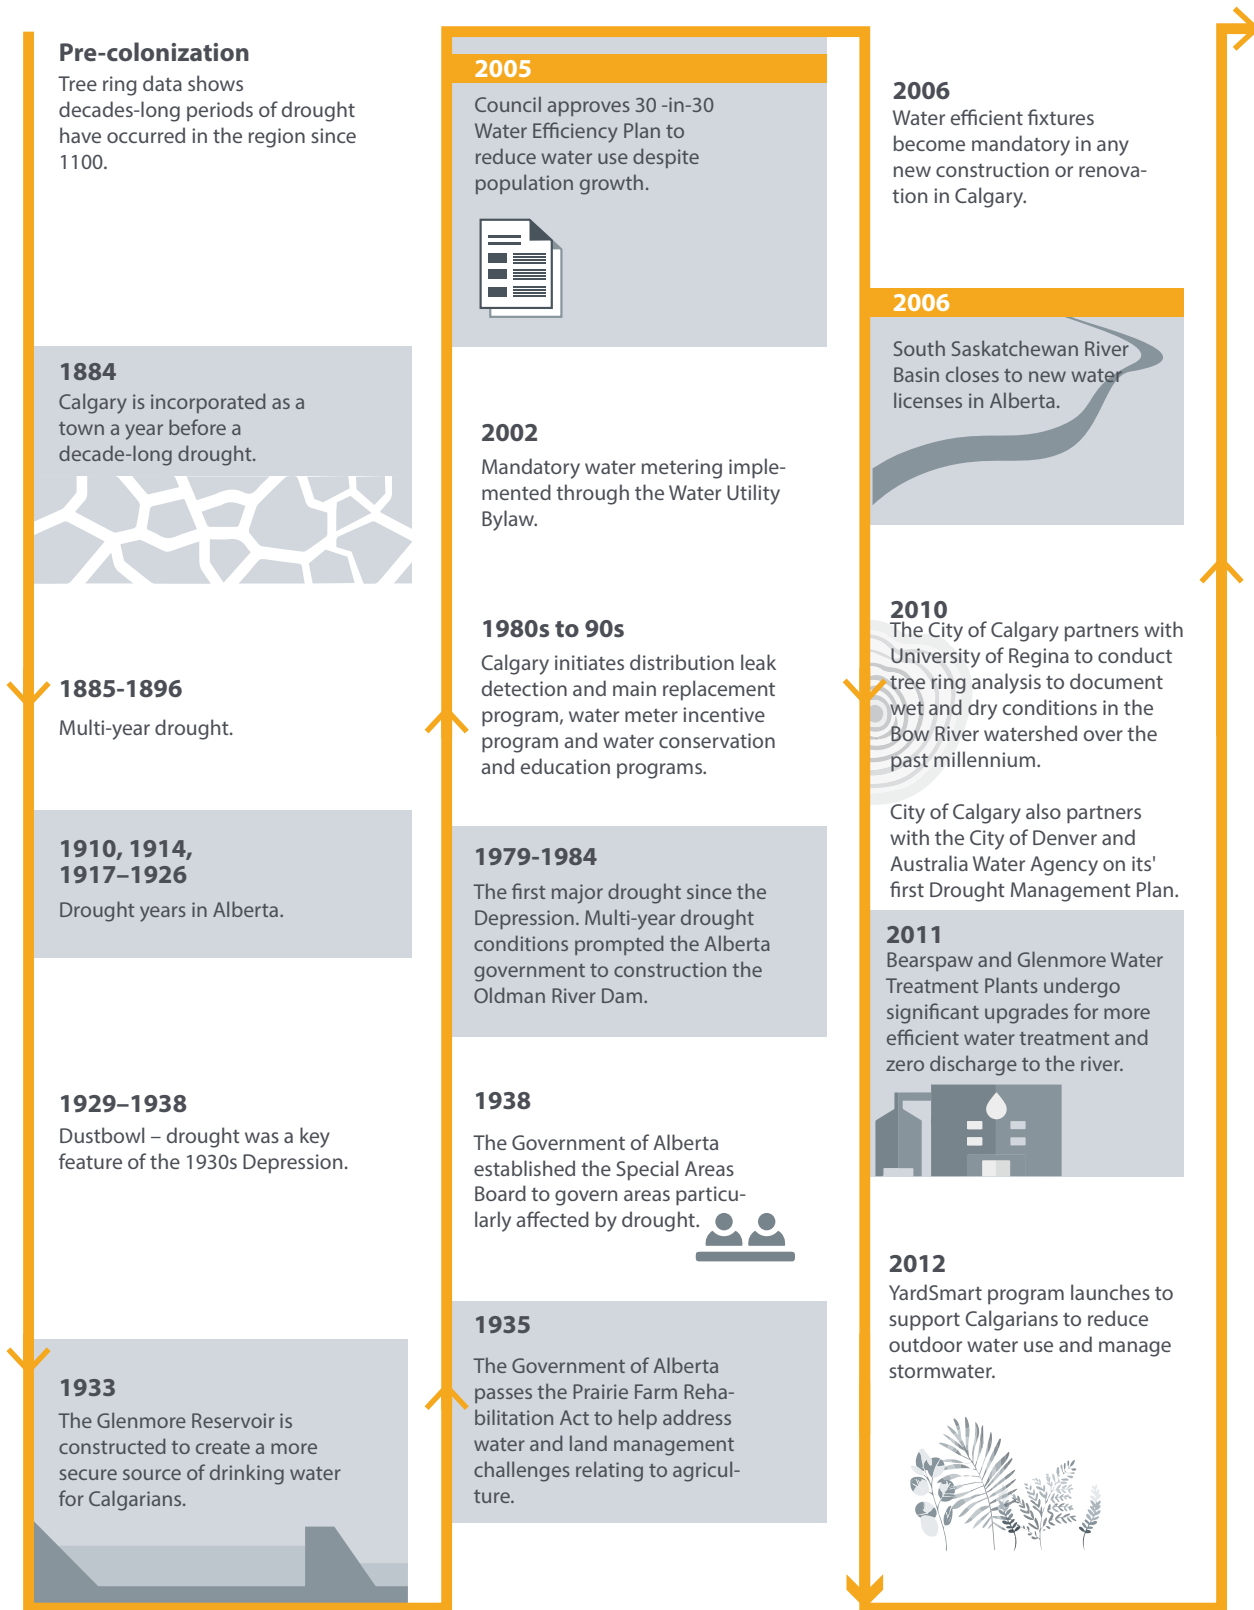 Pre-colonization
Tree ring data shows
decades-long periods of drought
have occurred in the region since
1100.
1884
Calgary is incorporated as a
town a year before a
decade-long drought.
1885-1896
Multi-year drought.
1910, 1914,
1917–1926
Drought years in Alberta.
1929–1938
Dustbowl – drought was a key
feature of the 1930s Depression.
1933
The Glenmore Reservoir is
constructed to create a more
secure source of drinking water
for Calgarians.
1935
The Government of Alberta
passes the Prairie Farm Reha-
bilitation Act to help address
water and land management
challenges relating to agricul-
ture.
1938
The Government of Alberta
established the Special Areas
Board to govern areas particu-
larly affected by drought.
1979-1984
The first major drought since the
Depression. Multi-year drought
conditions prompted the Alberta
government to construction the
Oldman River Dam.
1980s to 90s
Calgary initiates distribution leak
detection and main replacement
program, water meter incentive
program and water conservation
and education programs.
2002
Mandatory water metering imple-
mented through the Water Utility
Bylaw.
2005
Council approves 30 -in-30
Water Efficiency Plan to
reduce water use despite
population growth.
2006
Water efficient fixtures
become mandatory in any
new construction or renova-
tion in Calgary.
2006
South Saskatchewan River
Basin closes to new water
licenses in Alberta.
2010
The City of Calgary partners with
University of Regina to conduct
tree ring analysis to document
wet and dry conditions in the
Bow River watershed over the
past millennium.
City of Calgary also partners
with the City of Denver and
Australia Water Agency on its'
first Drought Management Plan.
2011
Bearspaw and Glenmore Water
Treatment Plants undergo
significant upgrades for more
efficient water treatment and
zero discharge to the river.
2012
YardSmart program launches to
support Calgarians to reduce
outdoor water use and manage
stormwater.